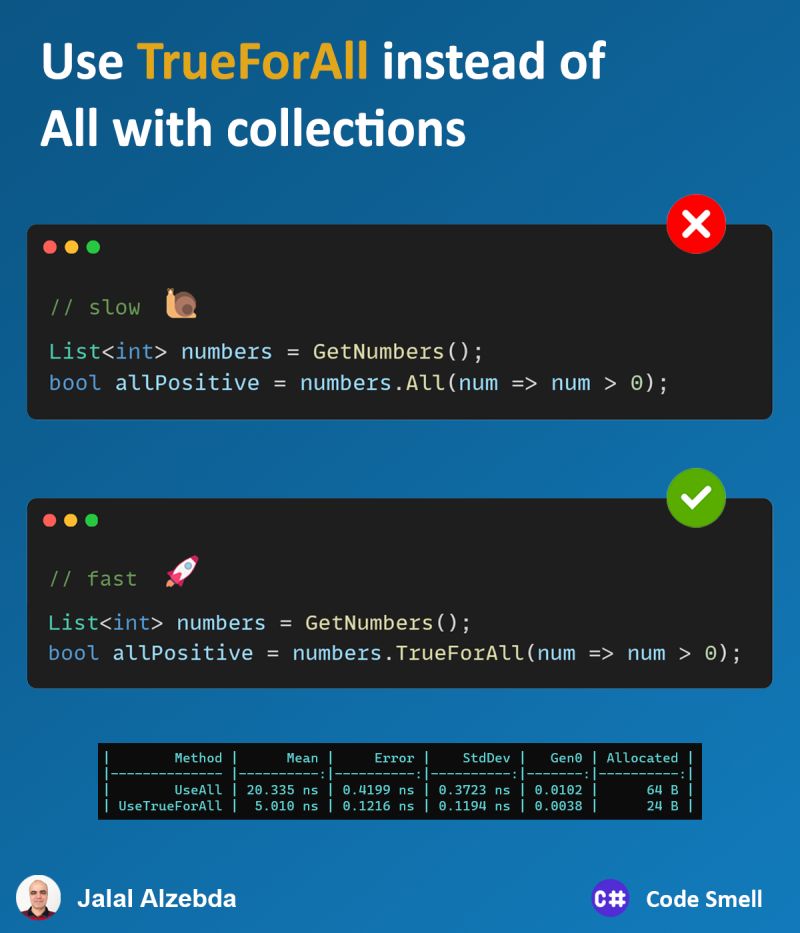 Use TrueForAll instead of
All with collections
// slow
List<int> numbers = GetNumbers();
bool allPositive = numbers.All(num => num > 0);
// fast
List<int> numbers = GetNumbers();
bool allPositive = numbers.TrueForAll(num => num > 0);
| Method | Mean | Error | StdDev | Gen0 | Allocated |
|-------------- |----------:|----------:|----------:|-------:|----------:|
| UseAll | 20.335 ns | 0.4199 ns | 0.3723 ns | 0.0102 | 64 B |
| UseTrueForAll | 5.010 ns | 0.1216 ns | 0.1194 ns | 0.0038 | 24 B |
Jalal Alzebda
C# Code Smell